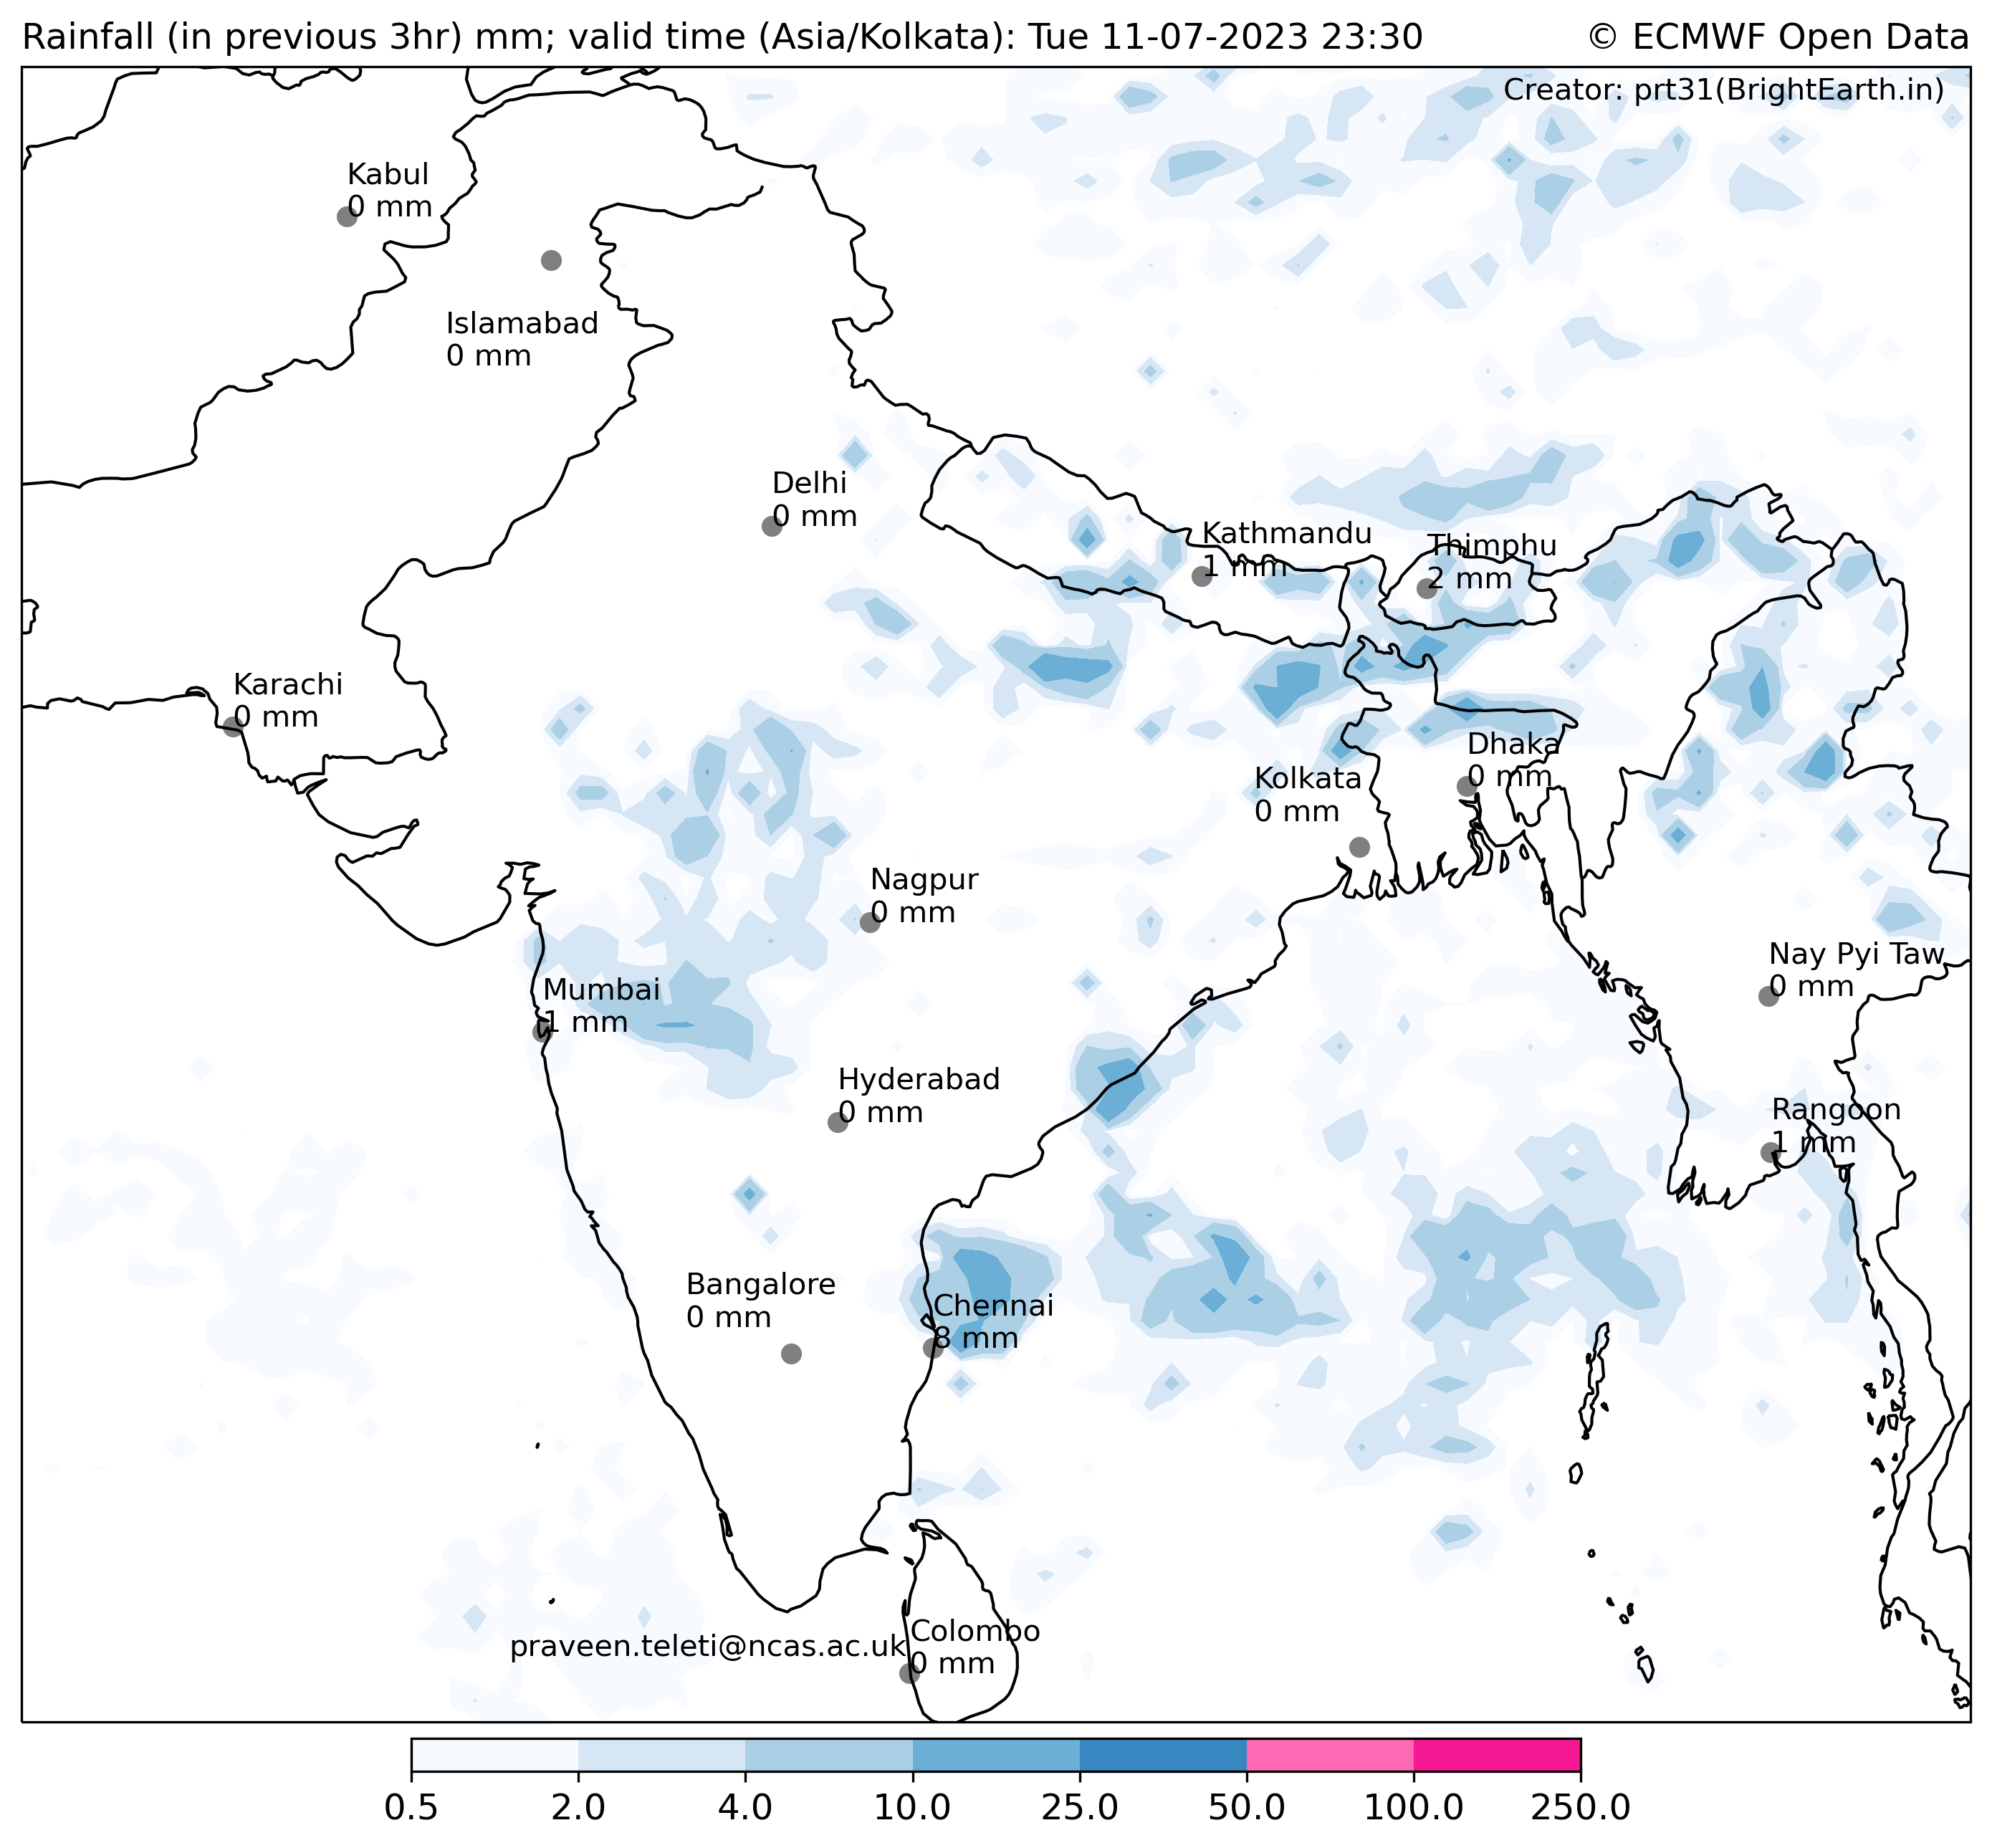 Rainfall (in previous 3hr) mm; valid time (Asia/Kolkata): Tue 11-07-2023 23:30
© ECMWF Open Data
Creator: prt31(BrightEarth.in)
Kabul
0 mm
Islamabad
0 mm
Delhi
0 mm
Kathmandu
1 mm
Thimphu
2 mm
Karachi
0 mm
Dhaka
0 mm
Kolkata
0 mm
Nagpur
0 mm
Nay Pyi Taw
0 mm
Mumbai
1 mm
Hyderabad
0 mm
Rangoon
1 mm
Bangalore
0 mm
Chennai
8 mm
Colombo
0 mm
praveen.teleti@ncas.ac.uk
0.5 2.0 4.0 10.0 25.0 50.0 100.0 250.0